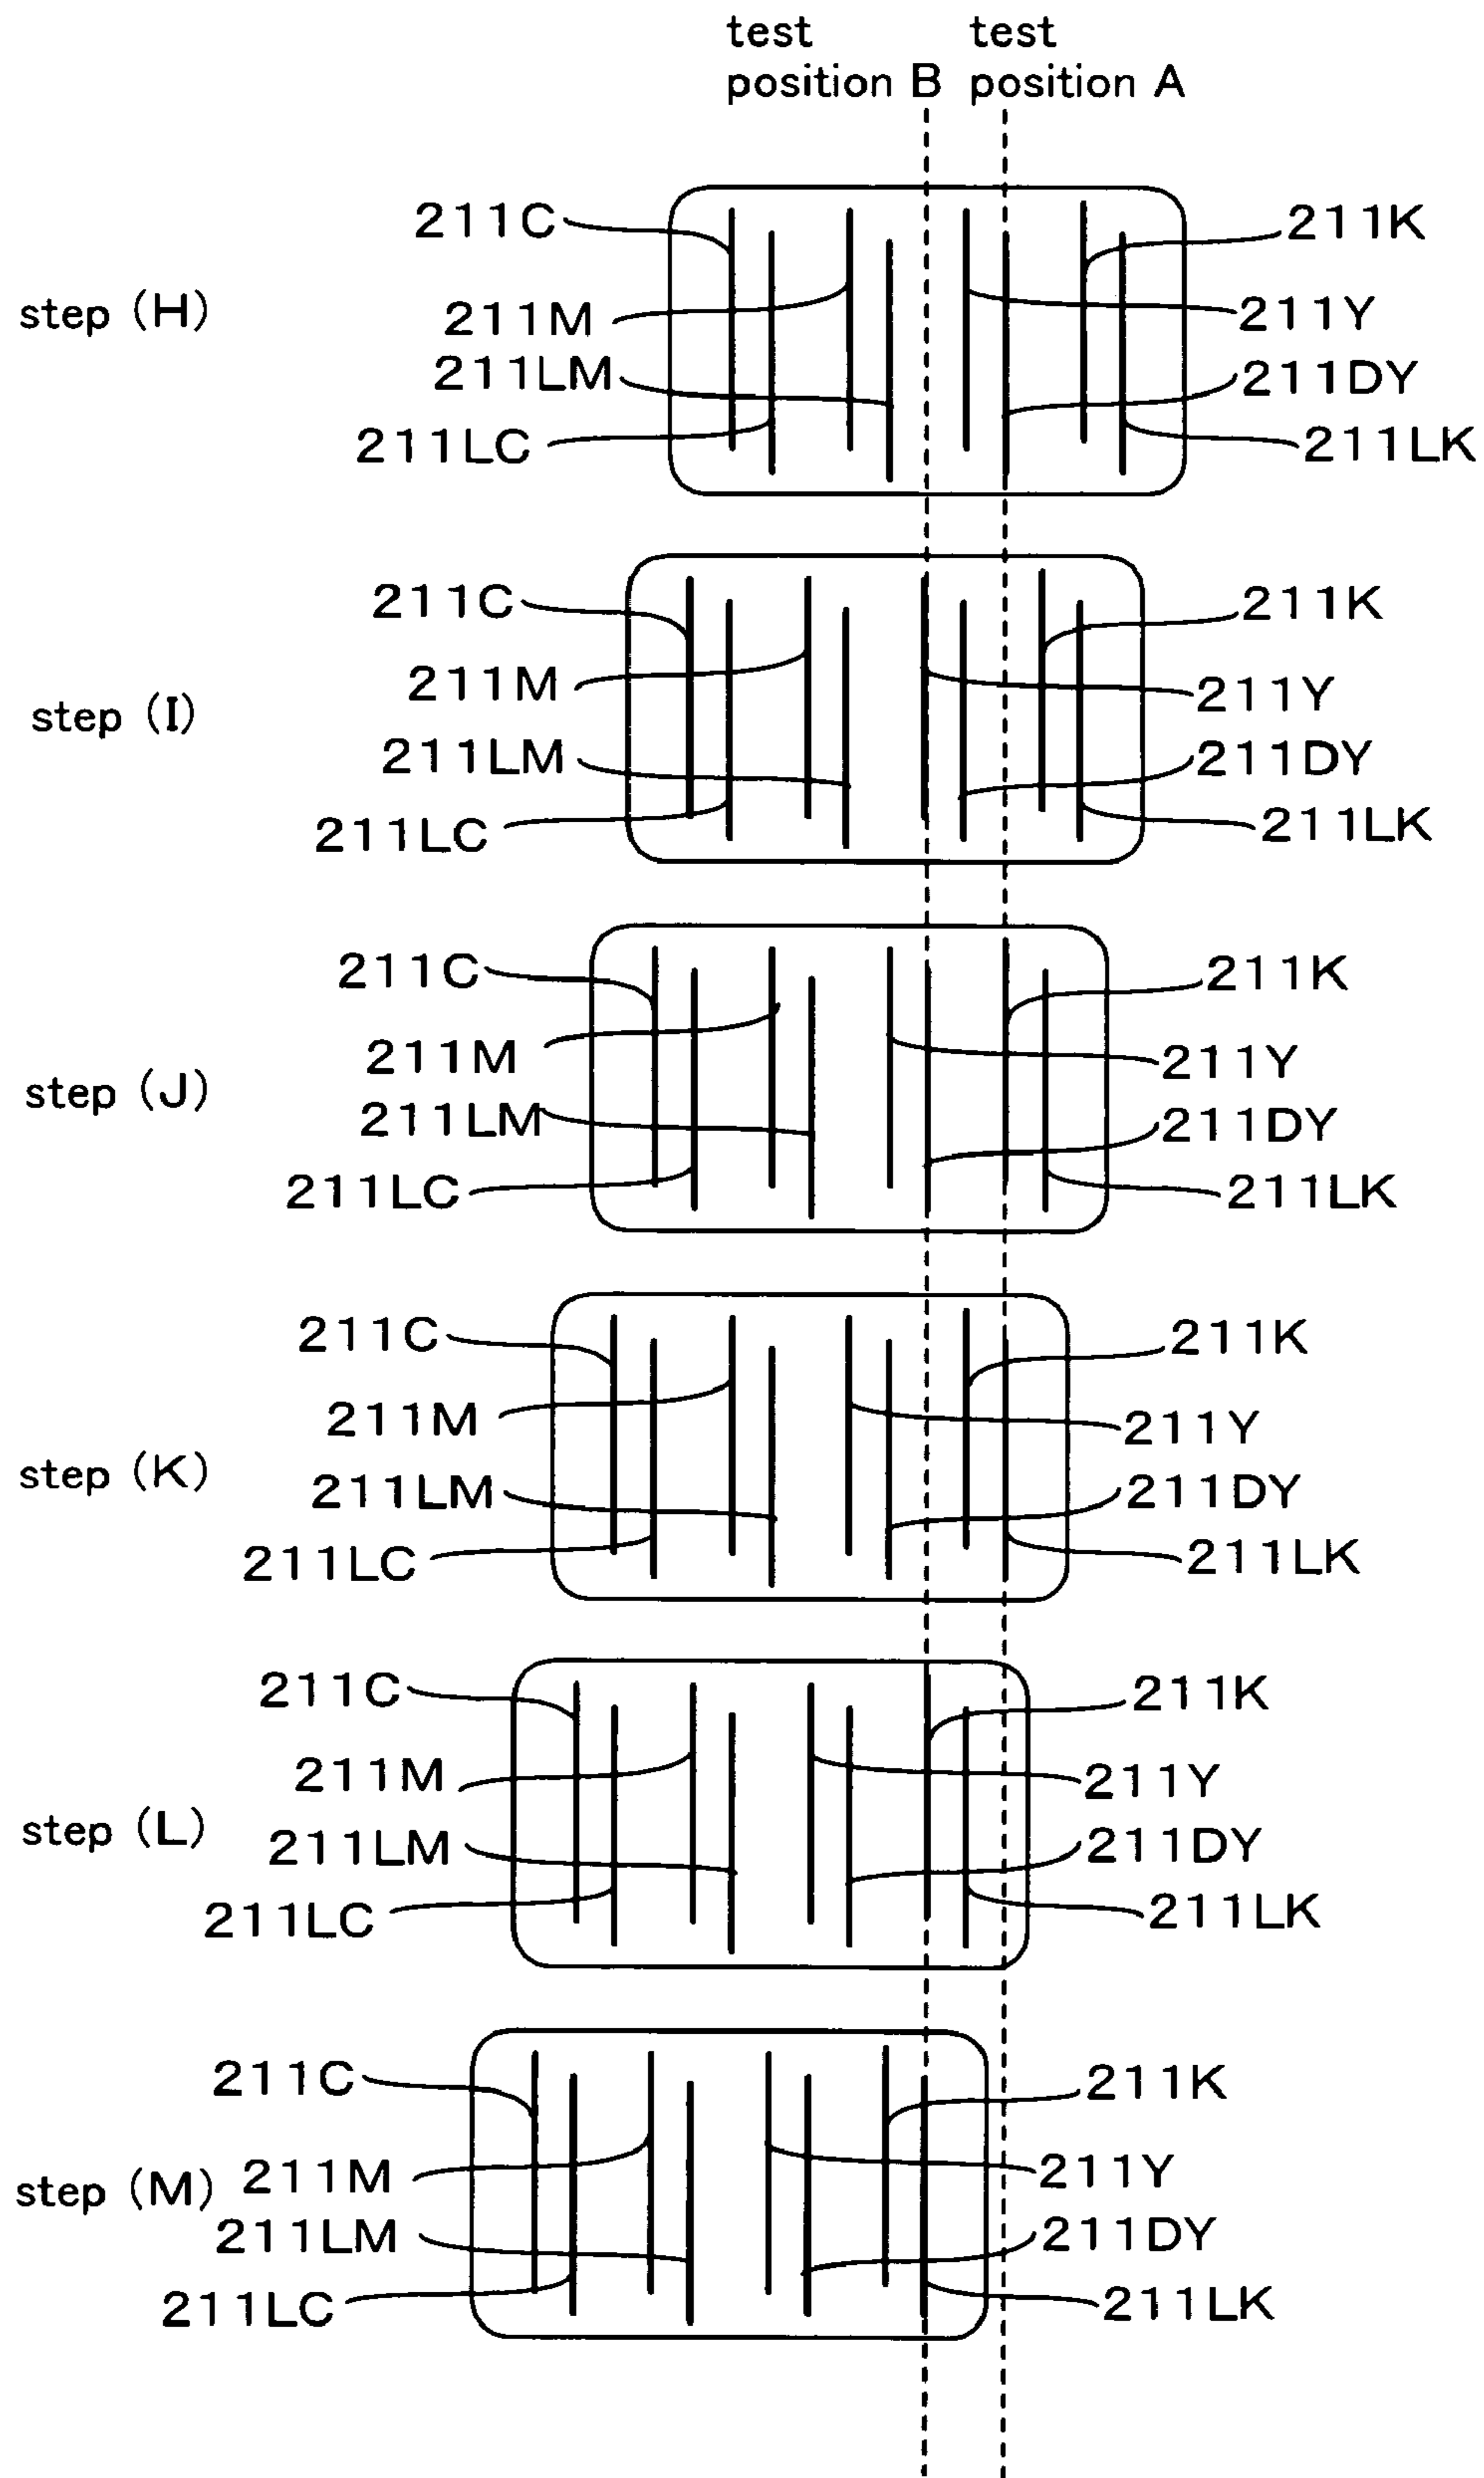 test
position B
test
position A
step (H)
211C
211M
211LM
211LC
211K
211Y
211DY
211LK
step (I)
211C
211M
211LM
211LC
211K
211Y
211DY
211LK
step (J)
211C
211M
211LM
211LC
211K
211Y
211DY
211LK
step (K)
211C
211M
211LM
211LC
211K
211Y
211DY
211LK
step (L)
211C
211M
211LM
211LC
211K
211Y
211DY
211LK
step (M)
211C
211M
211LM
211LC
211K
211Y
211DY
211LK